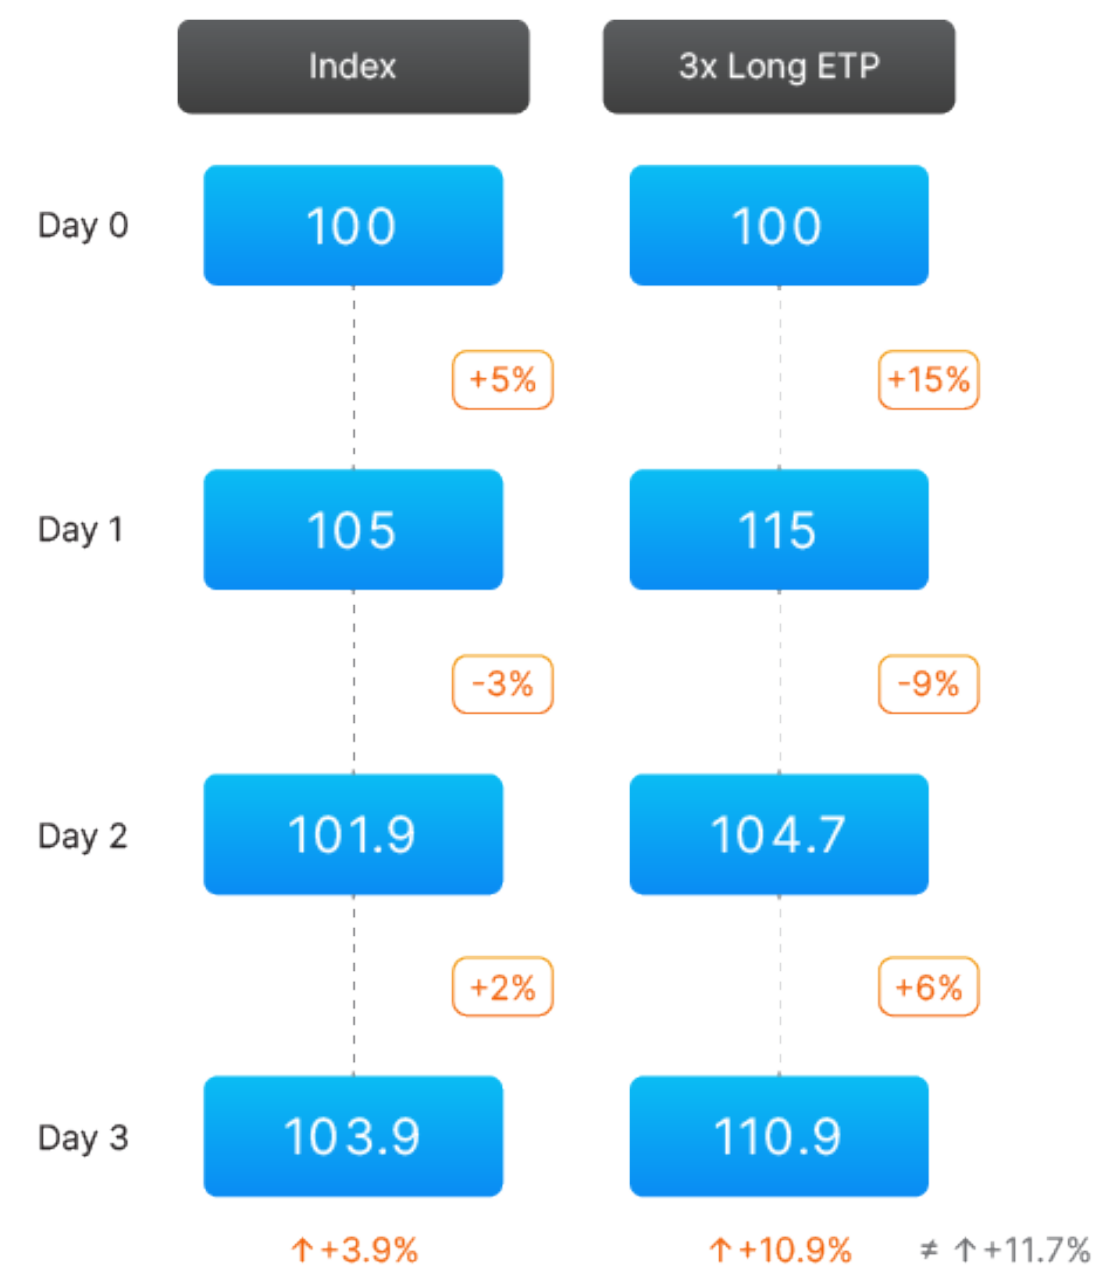 Index 3x Long ETP
Day 0 100 100
+5% +15%
Day 1 105 115
-3% -9%
Day 2 101.9 104.7
+2% +6%
Day 3 103.9 110.9
↑+3.9% ↑+10.9% ≠ ↑+11.7%